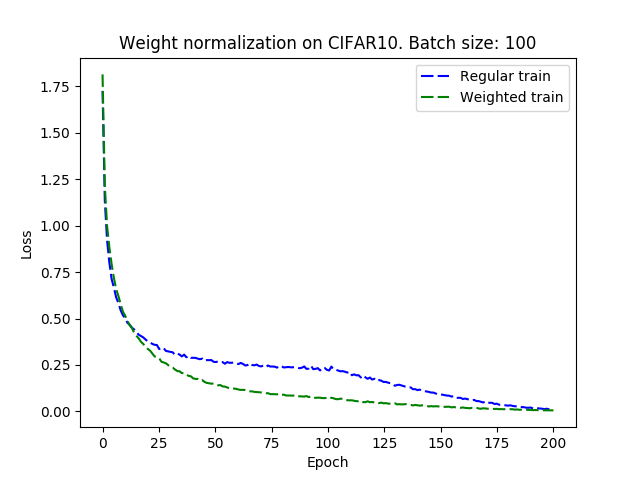 Weight normalization on CIFAR10. Batch size: 100
Regular train
Weighted train
1.75
1.50
1.25
1.00
0.75
0.50
0.25
0.00
Loss
0 25 50 75 100 125 150 175 200
Epoch